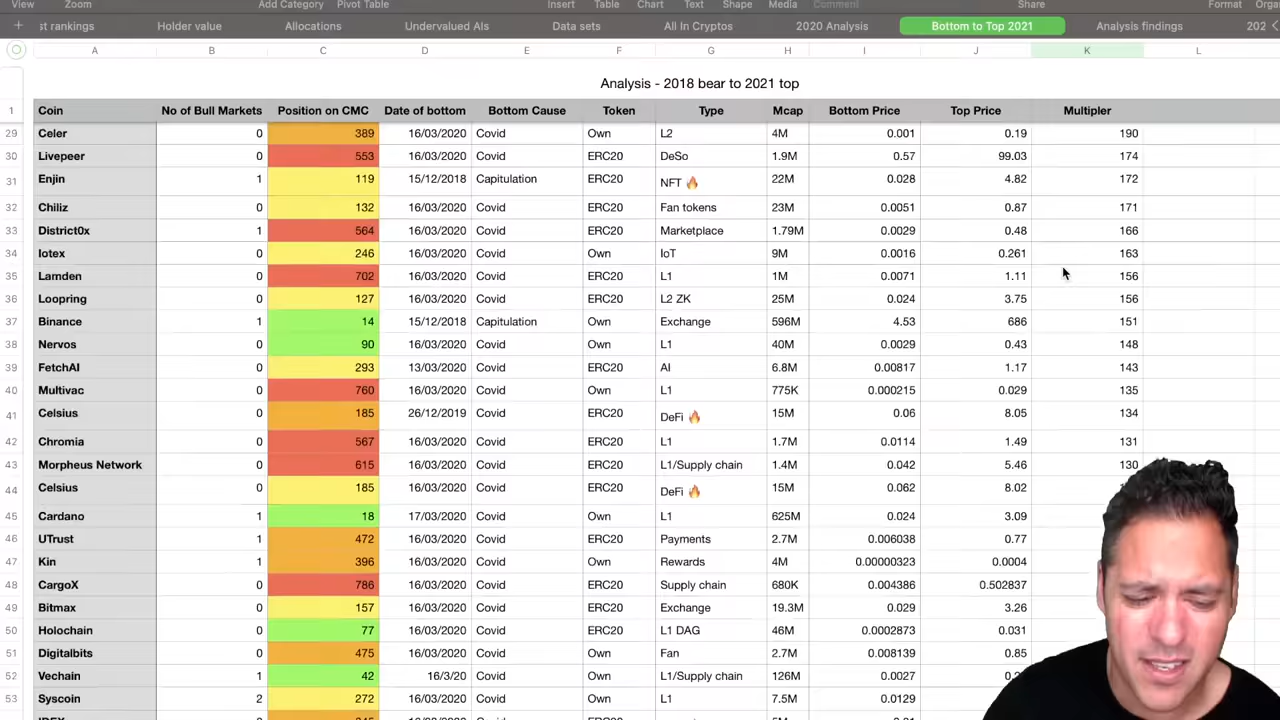 View Zoom Add Category Pivot Table Insert Table Chart Text Shape Media Comment Share Format
+ st rankings Holder value Allocations Undervalued AIs Data sets All In Cryptos 2020 Analysis Bottom to Top 2021 Analysis findings 202
A B C D E F G H I J K L
Analysis - 2018 bear to 2021 top
1 Coin No of Bull Markets Position on CMC Date of bottom Bottom Cause Token Type Mcap Bottom Price Top Price Multipler
29 Celer 0 389 16/03/2020 Covid Own L2 4M 0.001 0.19 190
30 Livepeer 0 553 16/03/2020 Covid ERC20 DeSo 1.9M 0.57 99.03 174
31 Enjin 1 119 15/12/2018 Capitulation ERC20 NFT 🔥 22M 0.028 4.82 172
32 Chiliz 0 132 16/03/2020 Covid ERC20 Fan tokens 23M 0.0051 0.87 171
33 District0x 1 564 16/03/2020 Covid ERC20 Marketplace 1.79M 0.0029 0.48 166
34 Iotex 0 246 16/03/2020 Covid Own IoT 9M 0.0016 0.261 163
35 Lamden 0 702 16/03/2020 Covid ERC20 L1 1M 0.0071 1.11 156
36 Loopring 0 127 16/03/2020 Covid ERC20 L2 ZK 25M 0.024 3.75 156
37 Binance 1 14 15/12/2018 Capitulation Own Exchange 596M 4.53 686 151
38 Nervos 0 90 16/03/2020 Covid Own L1 40M 0.0029 0.43 148
39 FetchAI 0 293 13/03/2020 Covid ERC20 AI 6.8M 0.00817 1.17 143
40 Multivac 0 760 16/03/2020 Covid Own L1 775K 0.000215 0.029 135
41 Celsius 0 185 26/12/2019 Covid ERC20 DeFi 🔥 15M 0.06 8.05 134
42 Chromia 0 567 16/03/2020 Covid ERC20 L1 1.7M 0.0114 1.49 131
43 Morpheus Network 0 615 16/03/2020 Covid ERC20 L1/Supply chain 1.4M 0.042 5.46 130
44 Celsius 0 185 16/03/2020 Covid ERC20 DeFi 🔥 15M 0.062 8.02
45 Cardano 1 18 17/03/2020 Covid Own L1 625M 0.024 3.09
46 UTrust 1 472 16/03/2020 Covid ERC20 Payments 2.7M 0.006038 0.77
47 Kin 1 396 16/03/2020 Covid Own Rewards 4M 0.00000323 0.0004
48 CargoX 0 786 16/03/2020 Covid ERC20 Supply chain 680K 0.004386 0.502837
49 Bitmax 0 157 16/03/2020 Covid ERC20 Exchange 19.3M 0.029 3.26
50 Holochain 0 77 16/03/2020 Covid ERC20 L1 DAG 46M 0.0002873 0.031
51 Digitalbits 0 475 16/03/2020 Covid Own Fan 2.7M 0.008139 0.85
52 Vechain 1 42 16/3/20 Covid Own L1/Supply chain 126M 0.0027
53 Syscoin 2 272 16/03/2020 Covid Own L1 7.5M 0.0129